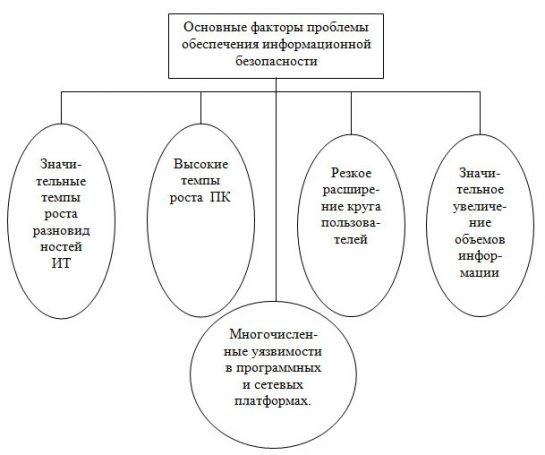 Основные факторы проблемы
обеспечения информационной
безопасности
Значи-
тельные
темпы
роста
разновид
ностей
ИТ
Высокие
темпы
роста ПК
Резкое
расшире-
ние круга
пользова-
телей
Значи-
тельное
увеличе-
ние
объемов
инфор-
мации
Многочислен-
ные уязвимости
в программных
и сетевых
платформах.